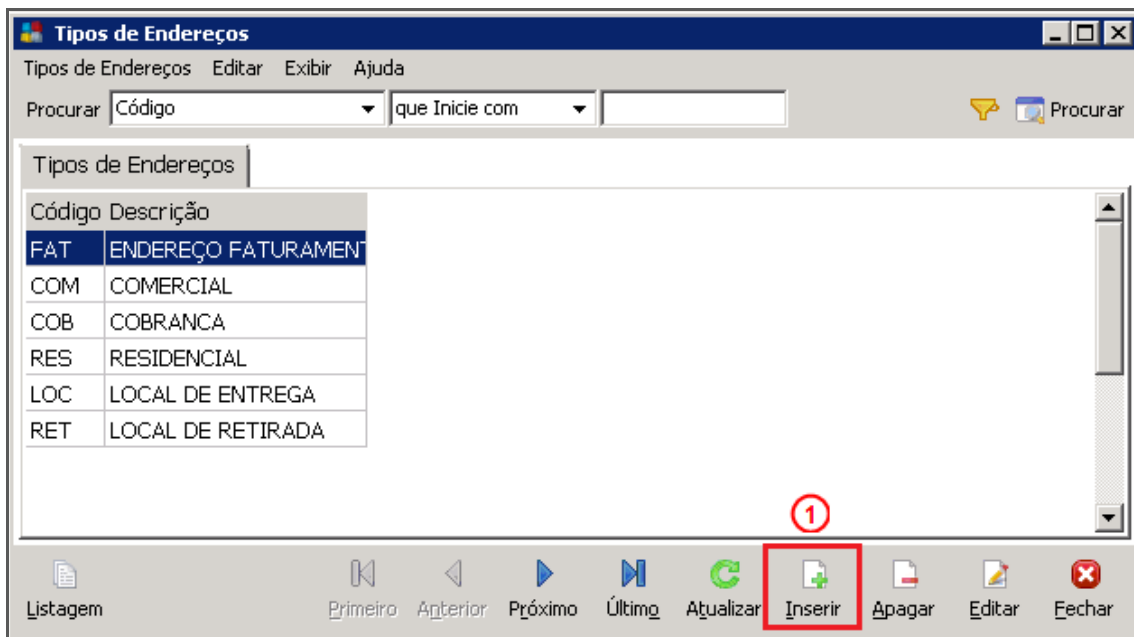 Tipos de Endereços
Tipos de Endereços Editar Exibir Ajuda
Procurar Código que Inicie com Procurar
Tipos de Endereços
Código Descrição
FAT ENDEREÇO FATURAMENT
COM COMERCIAL
COB COBRANCA
RES RESIDENCIAL
LOC LOCAL DE ENTREGA
RET LOCAL DE RETIRADA
1
Listagem Primeiro Anterior Próximo Último Atualizar Inserir Apagar Editar Fechar